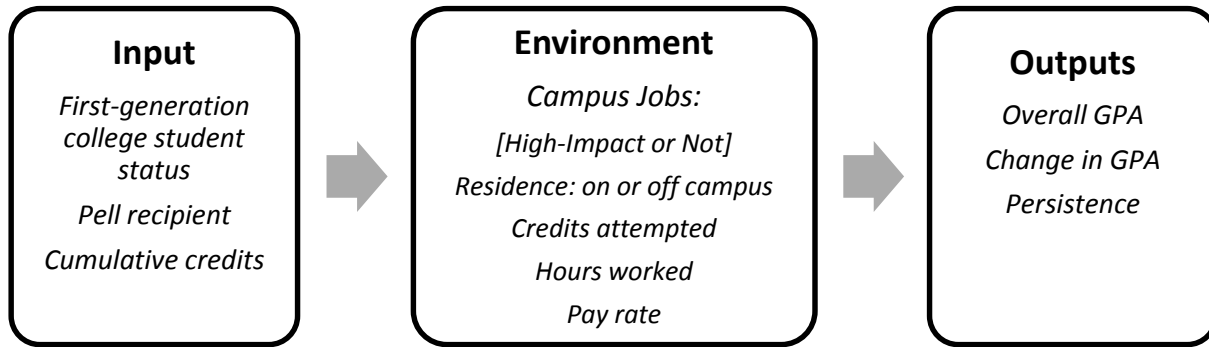 Input
First-generation
college student
status
Pell recipient
Cumulative credits
Environment
Campus Jobs:
[High-Impact or Not]
Residence: on or off campus
Credits attempted
Hours worked
Pay rate
Outputs
Overall GPA
Change in GPA
Persistence